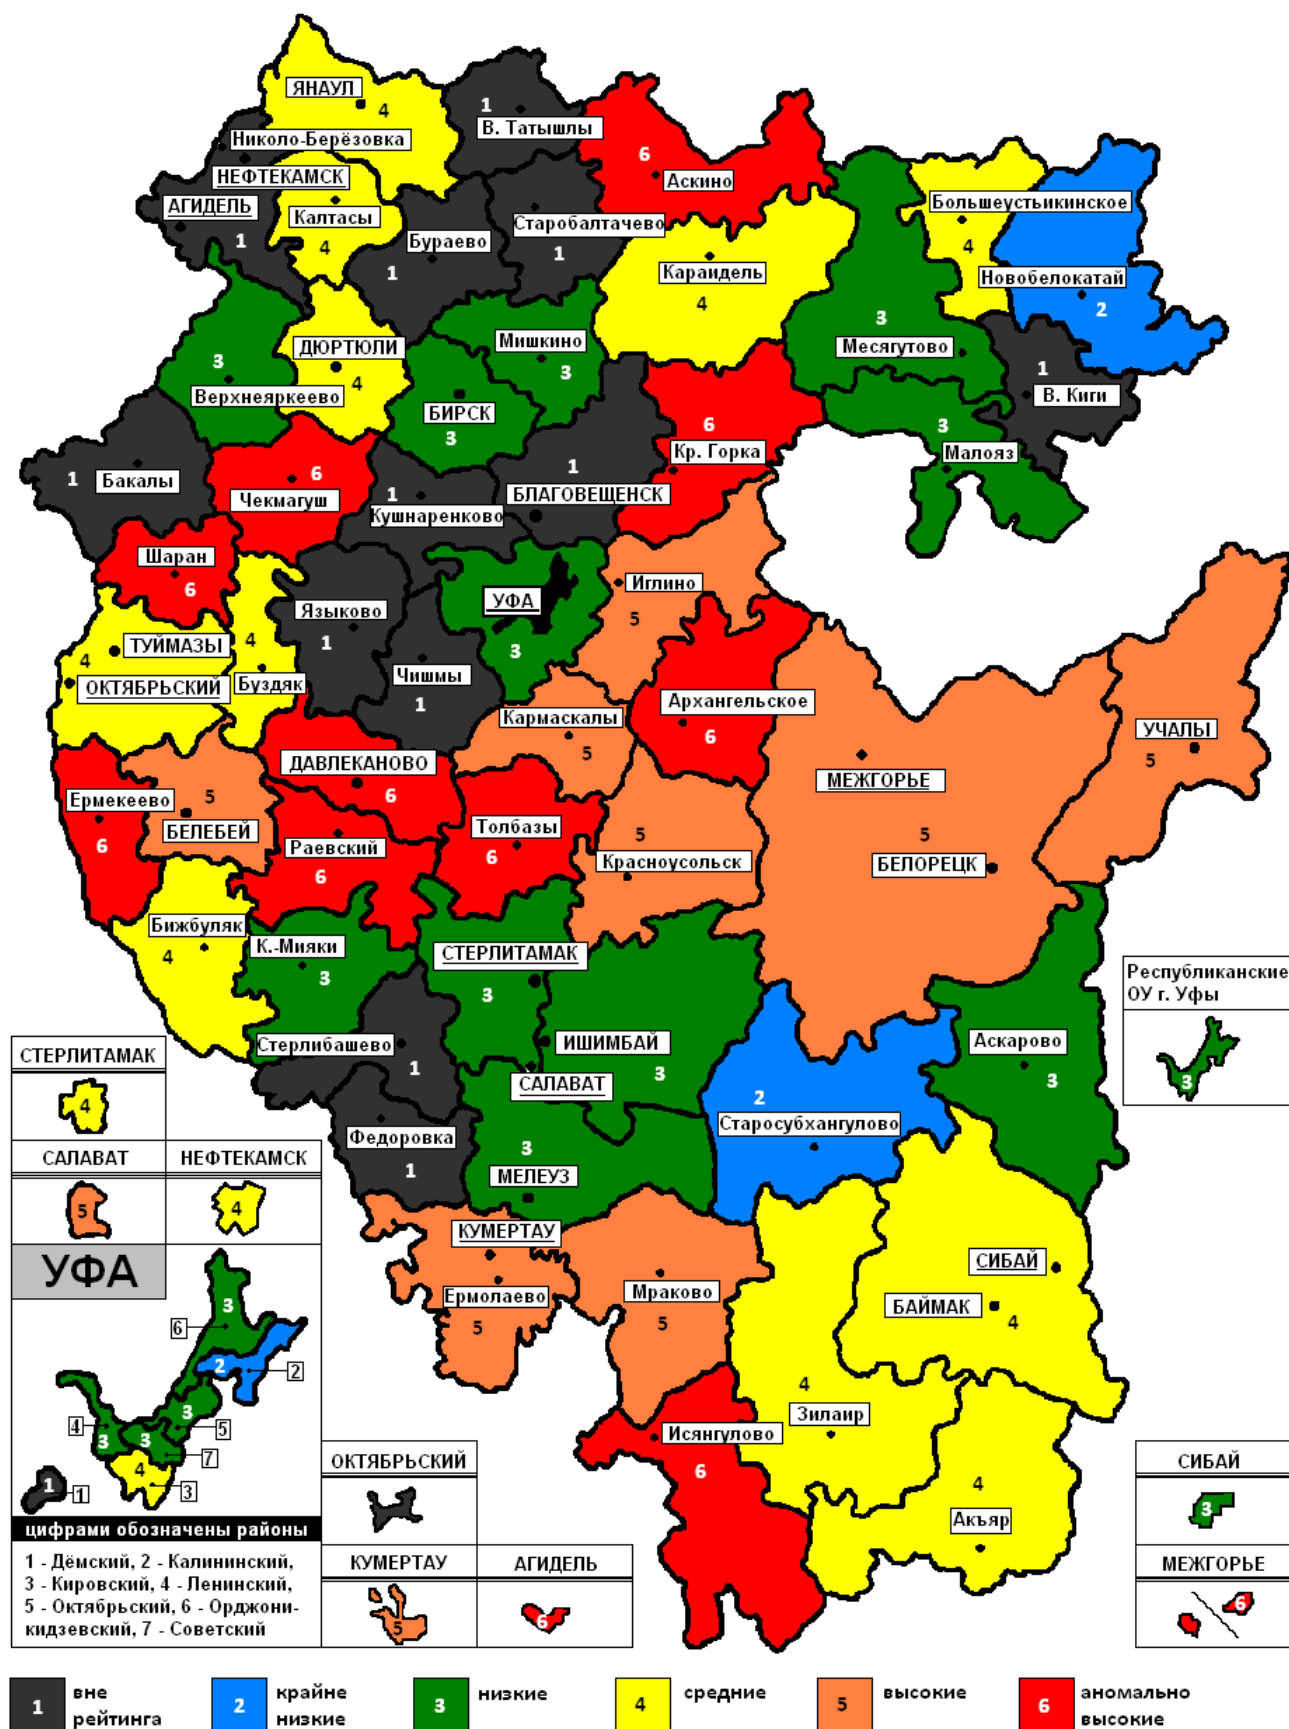 ЯНАУЛ
4
1
В. Татышлы
Николо-Берёзовка
6
Аскино
НЕФТЕКАМСК
АГИДЕЛЬ
Калтасы
1
4
Бураево
1
Старобалтачево
1
Караидель
4
Большеустьикинское
4
Новобелокатай
2
3
Месягутово
1
В. Киги
3
Малояз
3
Верхнеяркеево
ДЮРТЮЛИ
4
Мишкино
3
БИРСК
3
6
Кр. Горка
1
Бакалы
6
Чекмагуш
1
Кушнаренково
1
БЛАГОВЕЩЕНСК
Шаран
6
Языково
1
УФА
3
Иглино
5
ТУЙМАЗЫ
4
ОКТЯБРЬСКИЙ
4
Буздяк
Чишмы
1
Кармаскалы
5
Архангельское
6
УЧАЛЫ
5
МЕЖГОРЬЕ
5
БЕЛОРЕЦК
Ермекеево
6
5
БЕЛЕБЕЙ
ДАВЛЕКАНОВО
6
Раевский
6
Толбазы
6
5
Красноусольск
Бижбуляк
4
К.-Мияки
3
СТЕРЛИТАМАК
3
ИШИМБАЙ
3
САЛАВАТ
Стерлибашево
1
Федоровка
1
3
МЕЛЕУЗ
2
Старосубхангулово
Аскарово
3
КУМЕРТАУ
Ермолаево
5
Мраково
5
СИБАЙ
БАЙМАК
4
4
Зилаир
Исянгулово
6
4
Акъяр
Республиканские
ОУ г. Уфы
3
СТЕРЛИТАМАК
4
САЛАВАТ
НЕФТЕКАМСК
5
4
УФА
3
6
2
2
3
5
4
3
3
7
4
3
1
1
цифрами обозначены районы
1 - Дёмский, 2 - Калининский,
3 - Кировский, 4 - Ленинский,
5 - Октябрьский, 6 - Орджони-
кидзевский, 7 - Советский
ОКТЯБРЬСКИЙ
КУМЕРТАУ
АГИДЕЛЬ
5
6
СИБАЙ
3
МЕЖГОРЬЕ
6
1 вне
рейтинга
2 крайне
низкие
3 низкие
4 средние
5 высокие
6 аномально
высокие